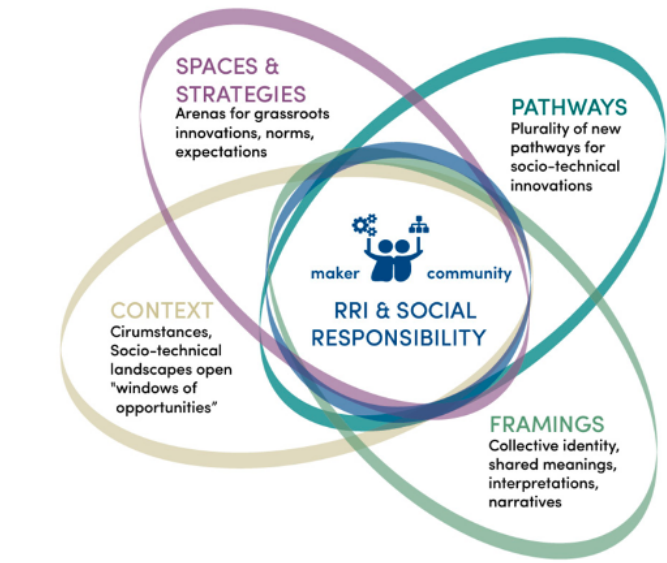 SPACES &
STRATEGIES
Arenas for grassroots
innovations, norms,
expectations
PATHWAYS
Plurality of new
pathways for
socio-technical
innovations
maker community
RRI & SOCIAL
RESPONSIBILITY
CONTEXT
Cirumstances,
Socio-technical
landscapes open
"windows of
opportunities”
FRAMINGS
Collective identity,
shared meanings,
interpretations,
narratives